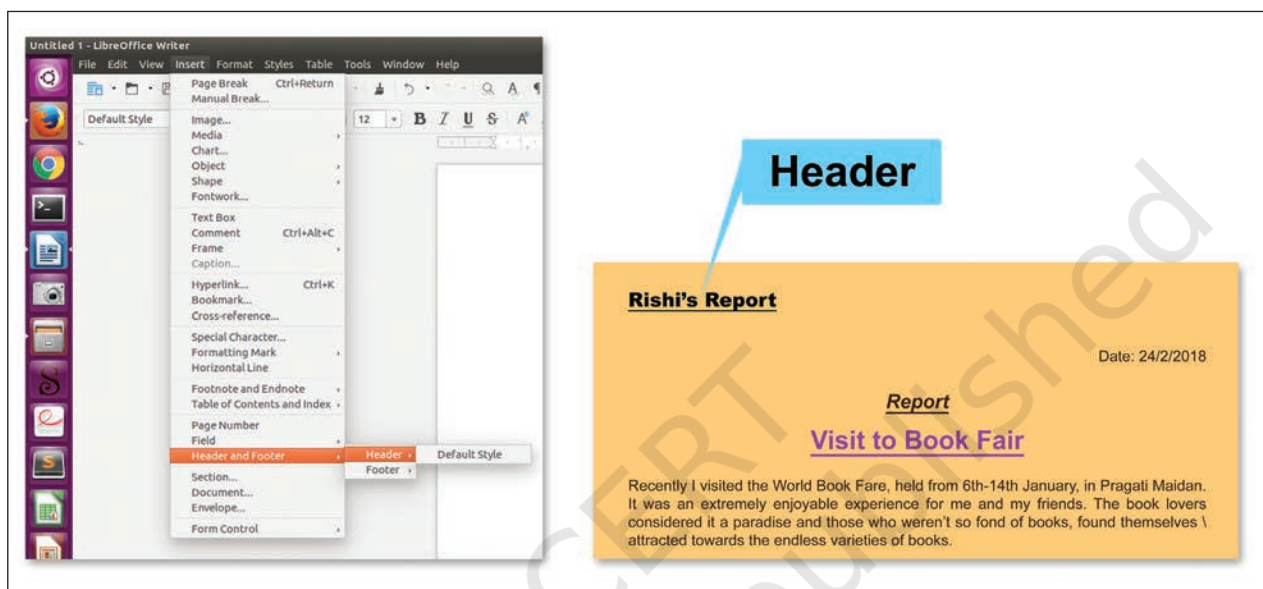 Untitled 1 - LibreOffice Writer
File Edit View Insert Format Styles Table Tools Window Help
Default Style
12
B I U S A
Page Break Ctrl+Return
Manual Break...
Image...
Media
Chart...
Object
Shape
Fontwork...
Text Box
Comment Ctrl+Alt+C
Frame
Caption...
Hyperlink... Ctrl+K
Bookmark...
Cross-reference...
Special Character...
Formatting Mark
Horizontal Line
Footnote and Endnote
Table of Contents and Index
Page Number
Field
Header and Footer
Header
Default Style
Footer
Section...
Document...
Envelope...
Form Control
Header
Rishi's Report
Date: 24/2/2018
Report
Visit to Book Fair
Recently I visited the World Book Fare, held from 6th-14th January, in Pragati Maidan.
It was an extremely enjoyable experience for me and my friends. The book lovers
considered it a paradise and those who weren't so fond of books, found themselves \
attracted towards the endless varieties of books.